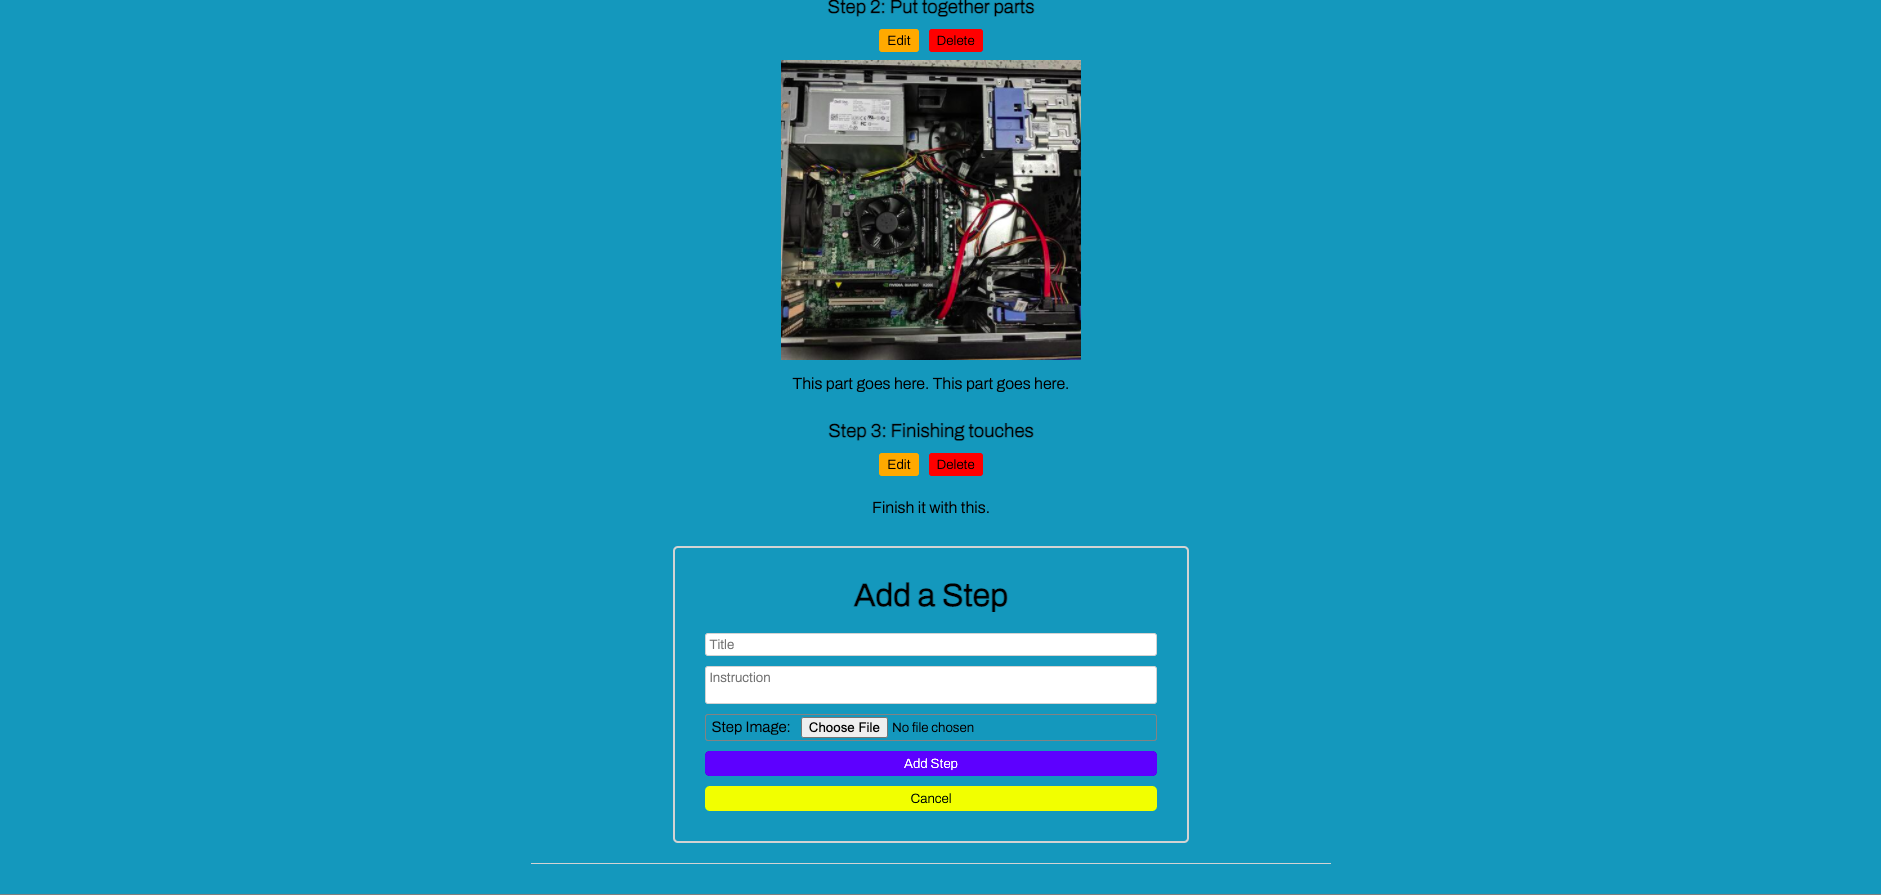 Step 2: Put together parts
Edit Delete
This part goes here. This part goes here.
Step 3: Finishing touches
Edit Delete
Finish it with this.
Add a Step
Title
Instruction
Step Image: Choose File No file chosen
Add Step
Cancel